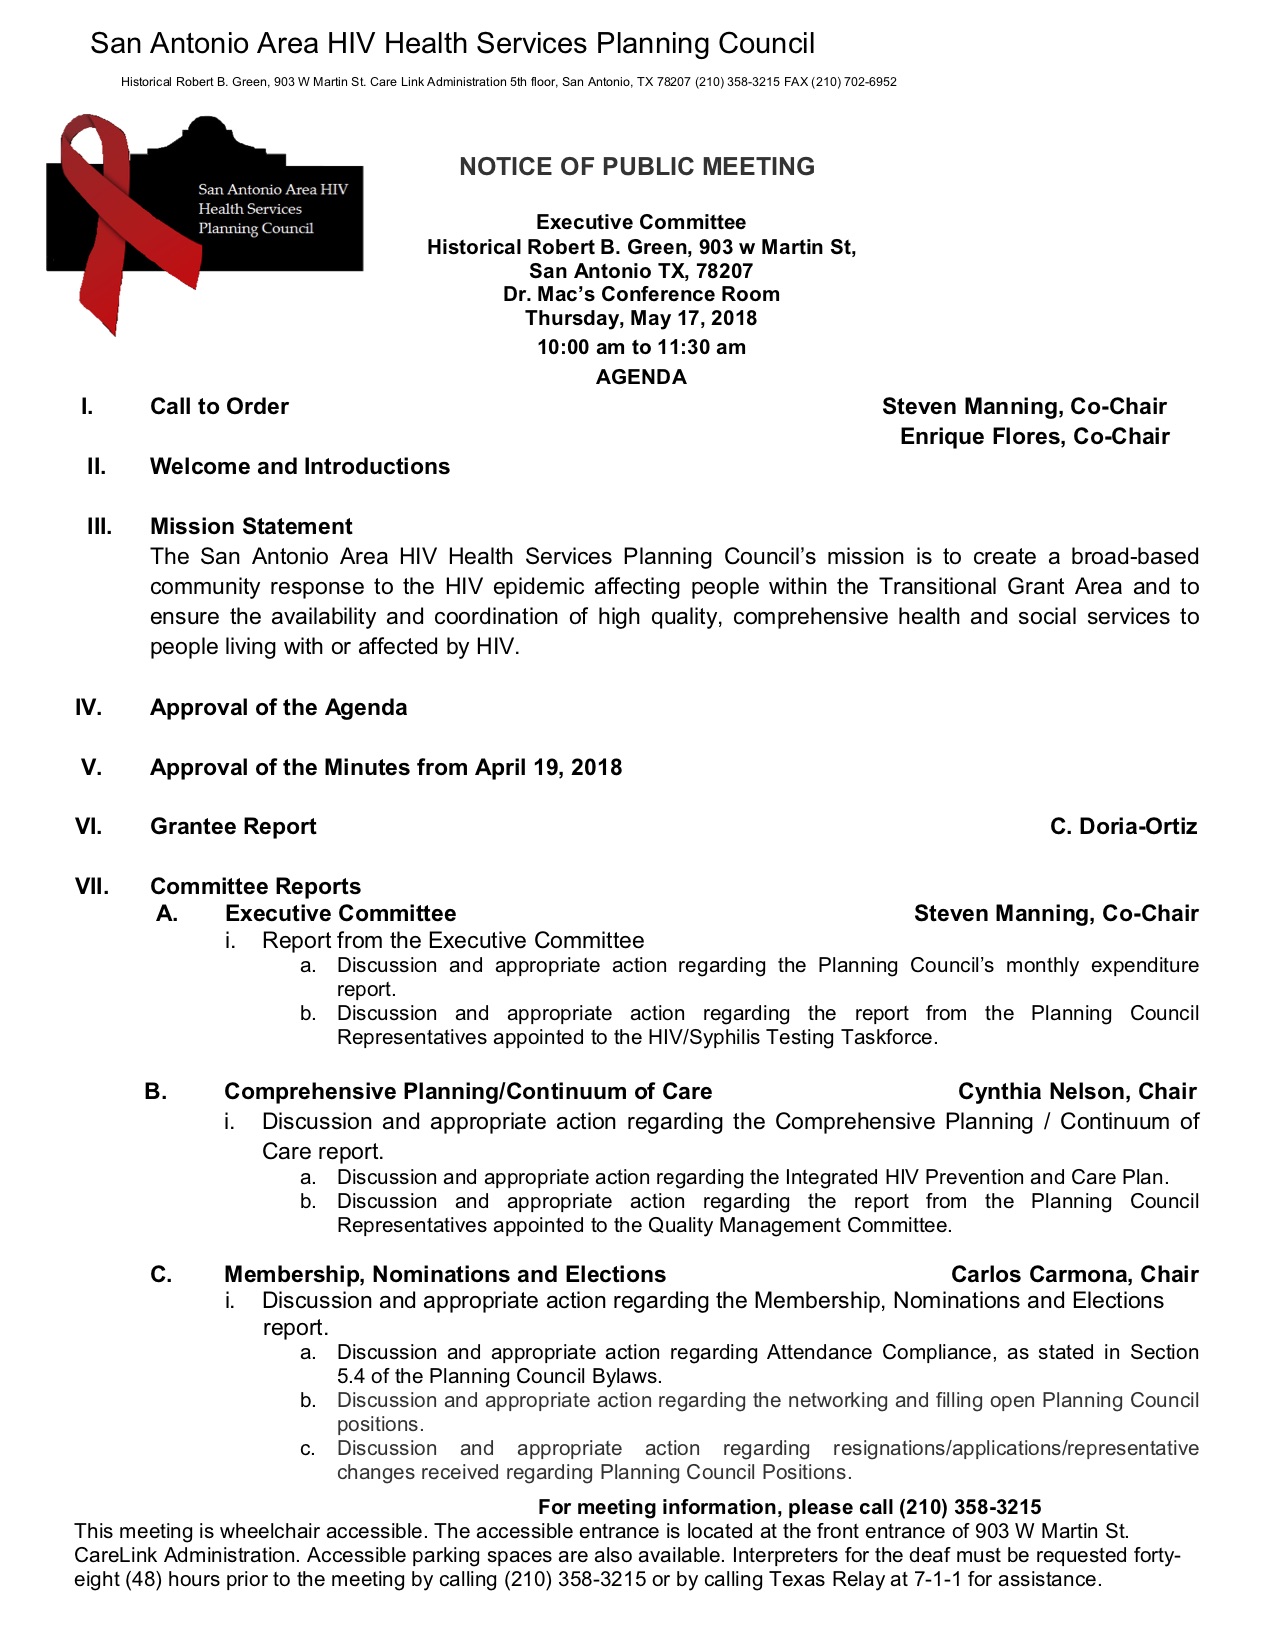 San Antonio Area HIV Health Services Planning Council
Historical Robert B. Green, 903 W Martin St. Care Link Administration 5th floor, San Antonio, TX 78207 (210) 358-3215 FAX (210) 702-6952
San Antonio Area HIV
Health Services
Planning Council
NOTICE OF PUBLIC MEETING
Executive Committee
Historical Robert B. Green, 903 w Martin St,
San Antonio TX, 78207
Dr. Mac’s Conference Room
Thursday, May 17, 2018
10:00 am to 11:30 am
AGENDA
I. Call to Order Steven Manning, Co-Chair
Enrique Flores, Co-Chair
II. Welcome and Introductions
III. Mission Statement
The San Antonio Area HIV Health Services Planning Council’s mission is to create a broad-based
community response to the HIV epidemic affecting people within the Transitional Grant Area and to
ensure the availability and coordination of high quality, comprehensive health and social services to
people living with or affected by HIV.
IV. Approval of the Agenda
V. Approval of the Minutes from April 19, 2018
VI. Grantee Report C. Doria-Ortiz
VII. Committee Reports
A. Executive Committee Steven Manning, Co-Chair
i. Report from the Executive Committee
a. Discussion and appropriate action regarding the Planning Council’s monthly expenditure
report.
b. Discussion and appropriate action regarding the report from the Planning Council
Representatives appointed to the HIV/Syphilis Testing Taskforce.
B. Comprehensive Planning/Continuum of Care Cynthia Nelson, Chair
i. Discussion and appropriate action regarding the Comprehensive Planning / Continuum of
Care report.
a. Discussion and appropriate action regarding the Integrated HIV Prevention and Care Plan.
b. Discussion and appropriate action regarding the report from the Planning Council
Representatives appointed to the Quality Management Committee.
C. Membership, Nominations and Elections Carlos Carmona, Chair
i. Discussion and appropriate action regarding the Membership, Nominations and Elections
report.
a. Discussion and appropriate action regarding Attendance Compliance, as stated in Section
5.4 of the Planning Council Bylaws.
b. Discussion and appropriate action regarding the networking and filling open Planning Council
positions.
c. Discussion and appropriate action regarding resignations/applications/representative
changes received regarding Planning Council Positions.
For meeting information, please call (210) 358-3215
This meeting is wheelchair accessible. The accessible entrance is located at the front entrance of 903 W Martin St.
CareLink Administration. Accessible parking spaces are also available. Interpreters for the deaf must be requested forty-
eight (48) hours prior to the meeting by calling (210) 358-3215 or by calling Texas Relay at 7-1-1 for assistance.